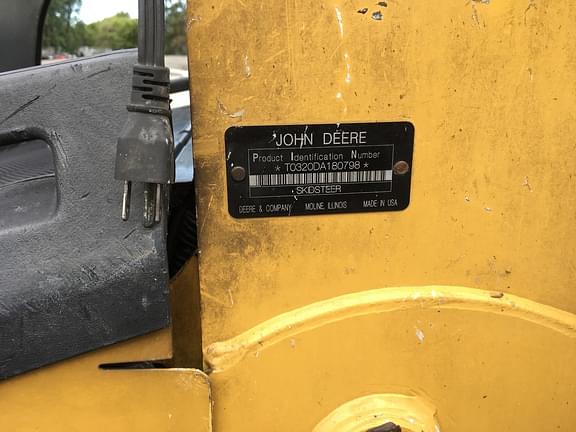 JOHN DEERE
Product Identification Number
* T0320DA180798 *
SKIDSTEER
DEERE & COMPANY MOLINE, ILLINOIS MADE IN USA